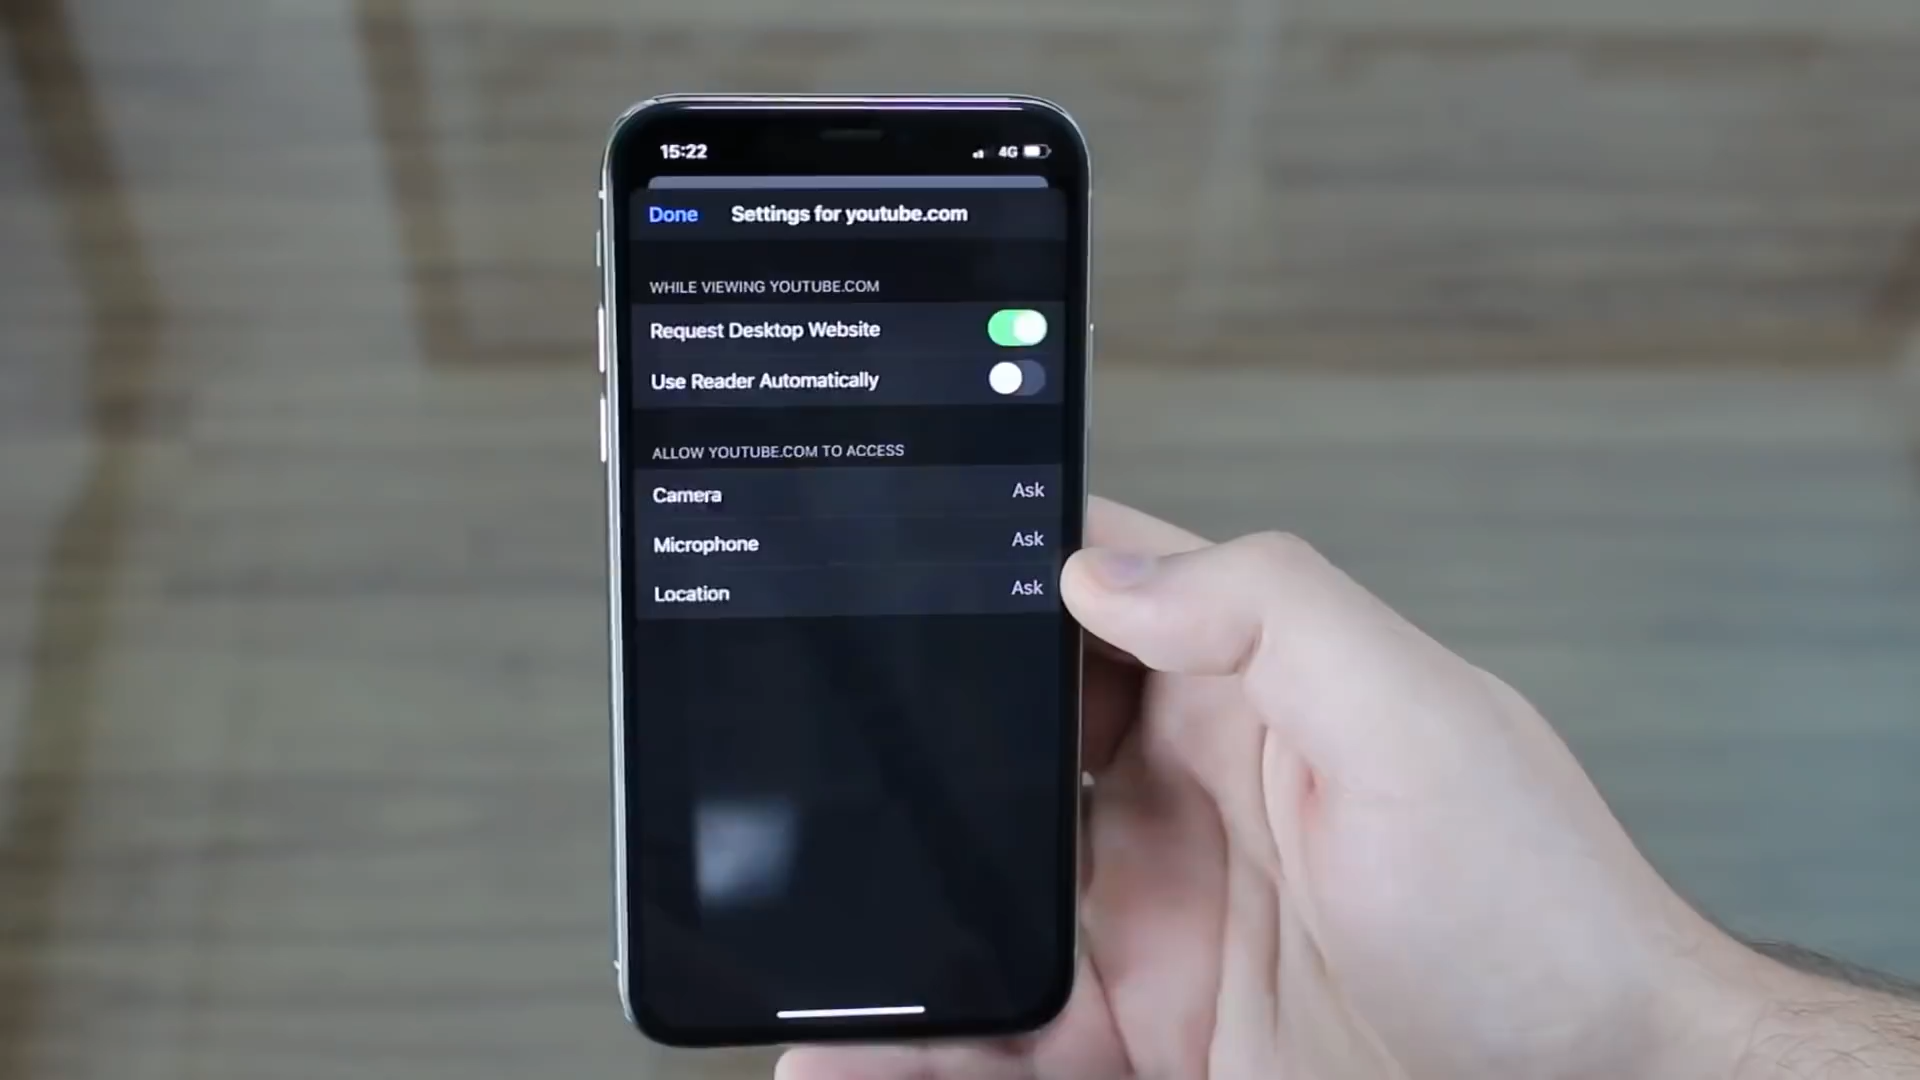 15:22 4G
Done Settings for youtube.com
WHILE VIEWING YOUTUBE.COM
Request Desktop Website
Use Reader Automatically
ALLOW YOUTUBE.COM TO ACCESS
Camera Ask
Microphone Ask
Location Ask